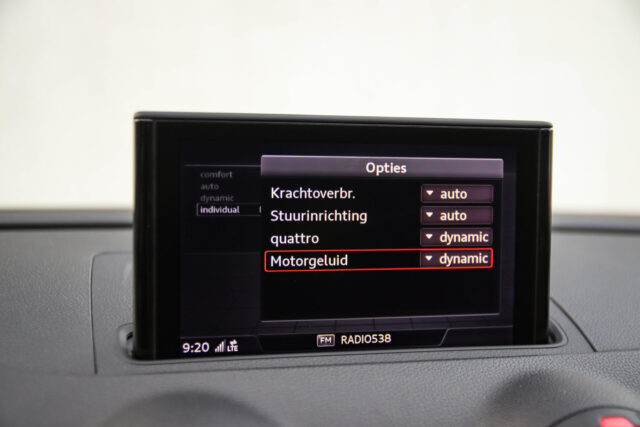 Opties
comfort
auto
dynamic
individual
Krachtoverbr. auto
Stuurinrichting auto
quattro dynamic
Motorgeluid dynamic
9:20 LTE FM RADIO538